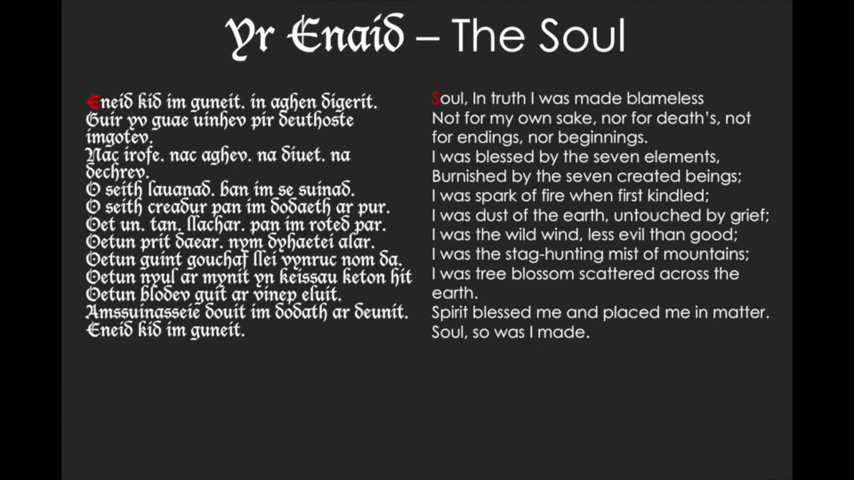 Yr Enaid – The Soul
Eneid kid im guneit. in aghen digerit.
Guir yv guae uinhev pir deuthoste
imgotev.
Nac irofe. nac aghev. na diuet. na
dechrev.
O seith lauanad. ban im se suinad.
O seith creadur pan im dodaeth ar pur.
Oet un. tan. llachar. pan im roted par.
Oetun prit daear. nym dyhaetei alar.
Oetun guint gouchaf llei vynruc nom da.
Oetun nyul ar mynit yn keissau keton hit
Oetun blodev guit ar vinep eluit.
Amssuinasseie douit im dodath ar deunit.
Eneid kid im guneit.
Soul, In truth I was made blameless
Not for my own sake, nor for death's, not
for endings, nor beginnings.
I was blessed by the seven elements,
Burnished by the seven created beings;
I was spark of fire when first kindled;
I was dust of the earth, untouched by grief;
I was the wild wind, less evil than good;
I was the stag-hunting mist of mountains;
I was tree blossom scattered across the
earth.
Spirit blessed me and placed me in matter.
Soul, so was I made.